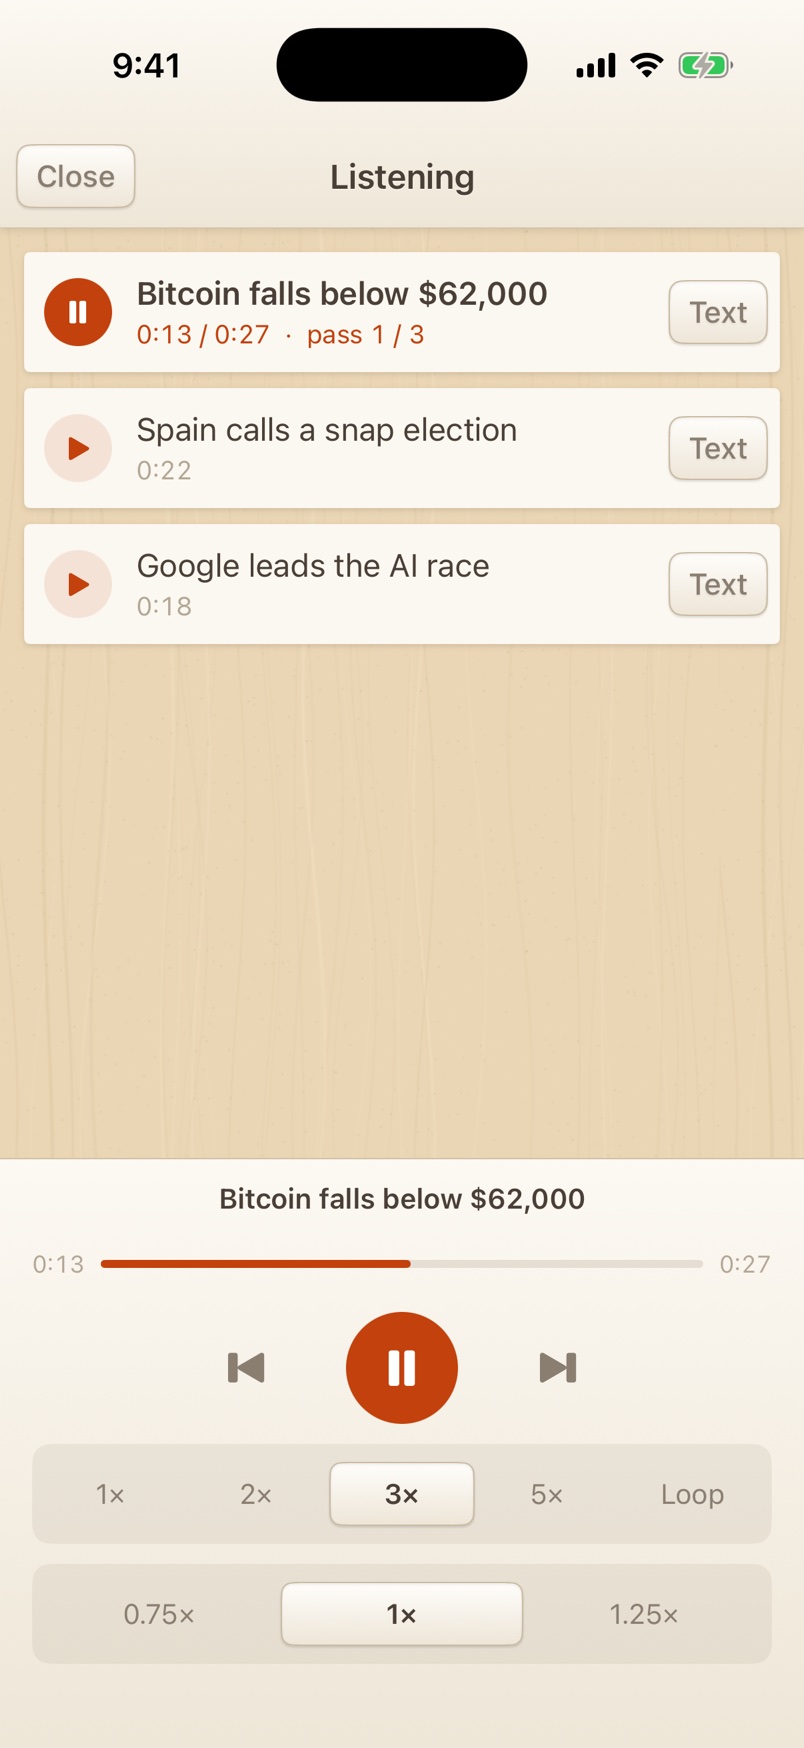 9:41
Close
Listening
Bitcoin falls below $62,000
0:13 / 0:27 · pass 1 / 3
Text
Spain calls a snap election
0:22
Text
Google leads the AI race
0:18
Text
Bitcoin falls below $62,000
0:13
0:27
1×
2×
3×
5×
Loop
0.75×
1×
1.25×